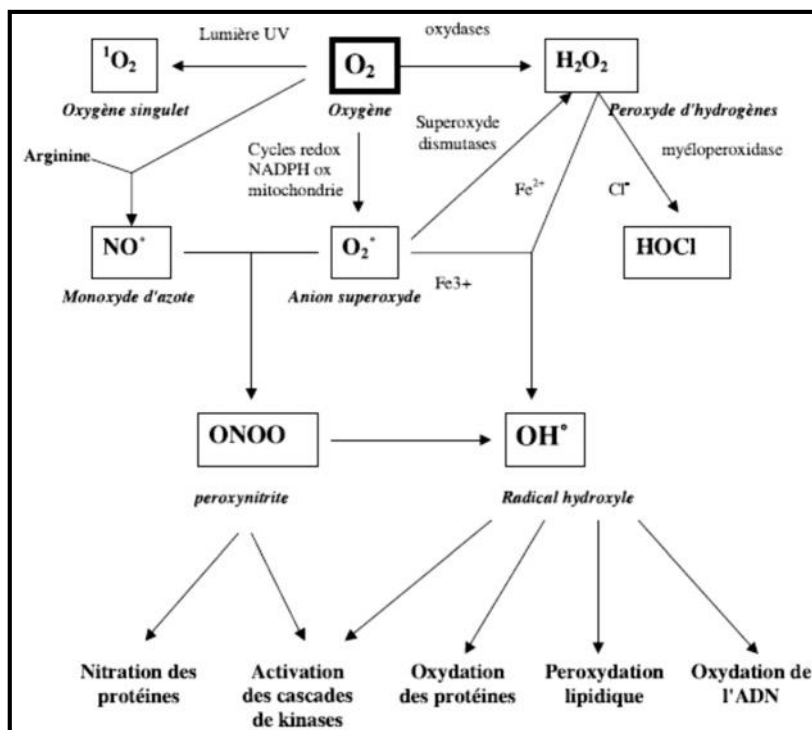 Lumière UV
oxydases
¹O₂
O₂
H₂O₂
Oxygène singulet
Oxygène
Peroxyde d'hydrogènes
Arginine
Cycles redox
NADPH ox
mitochondrie
Superoxyde
dismutases
myéloperoxidase
Fe²⁺
Cl⁻
NO°
O₂°
HOCl
Monoxyde d'azote
Anion superoxyde
Fe3+
ONOO
OH°
peroxynitrite
Radical hydroxyle
Nitration des
protéines
Activation
des cascades
de kinases
Oxydation
des protéines
Peroxydation
lipidique
Oxydation de
l'ADN